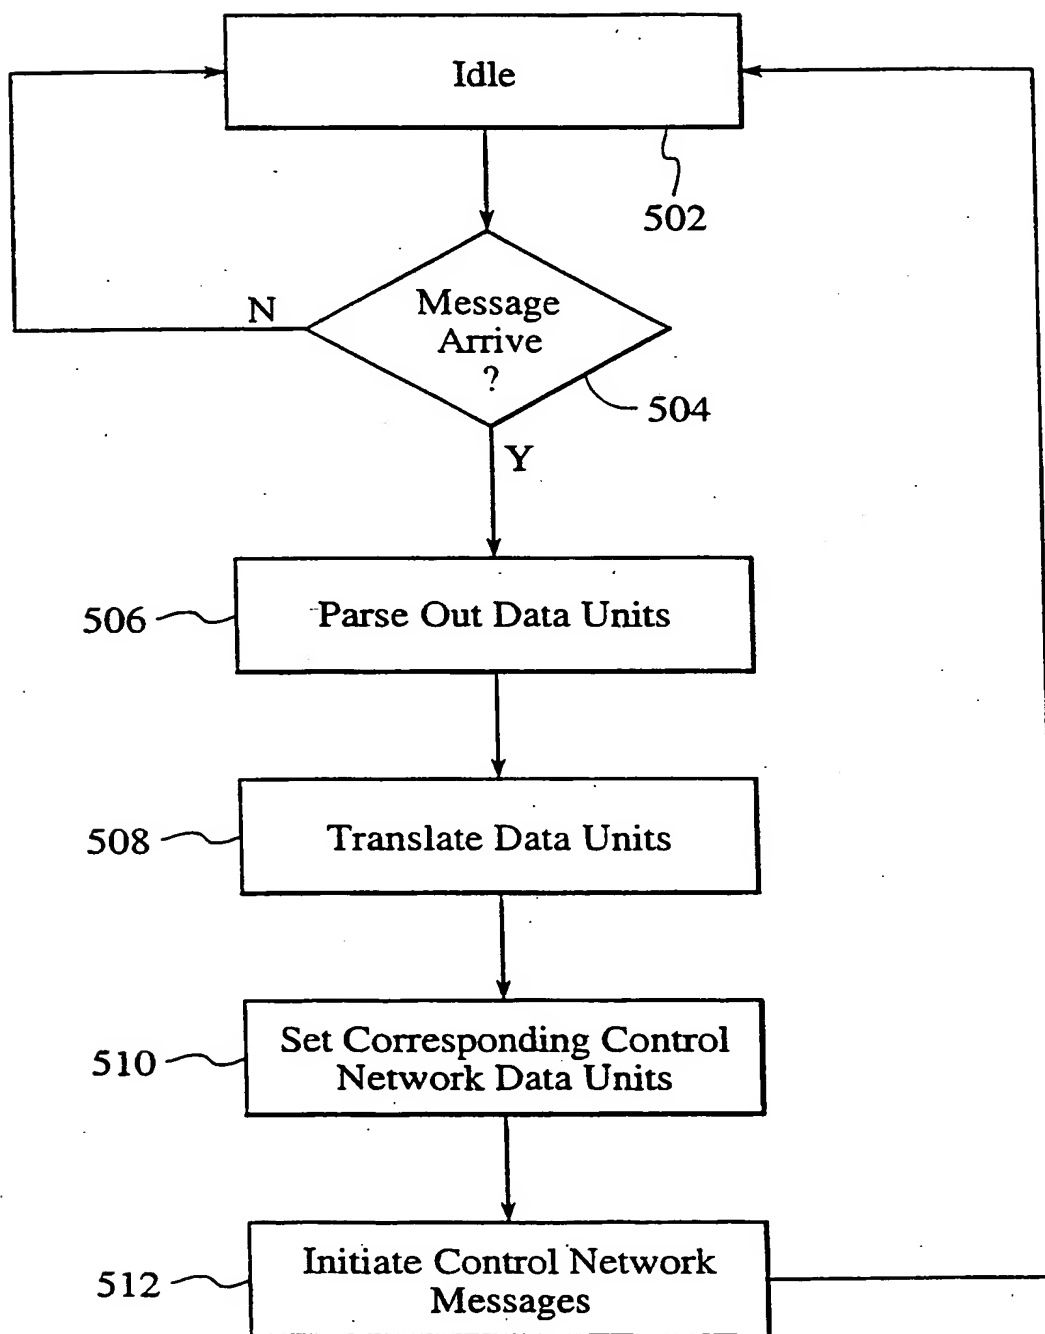 Idle
502
Message
Arrive
?
504
N
Y
506
Parse Out Data Units
508
Translate Data Units
510
Set Corresponding Control
Network Data Units
512
Initiate Control Network
Messages